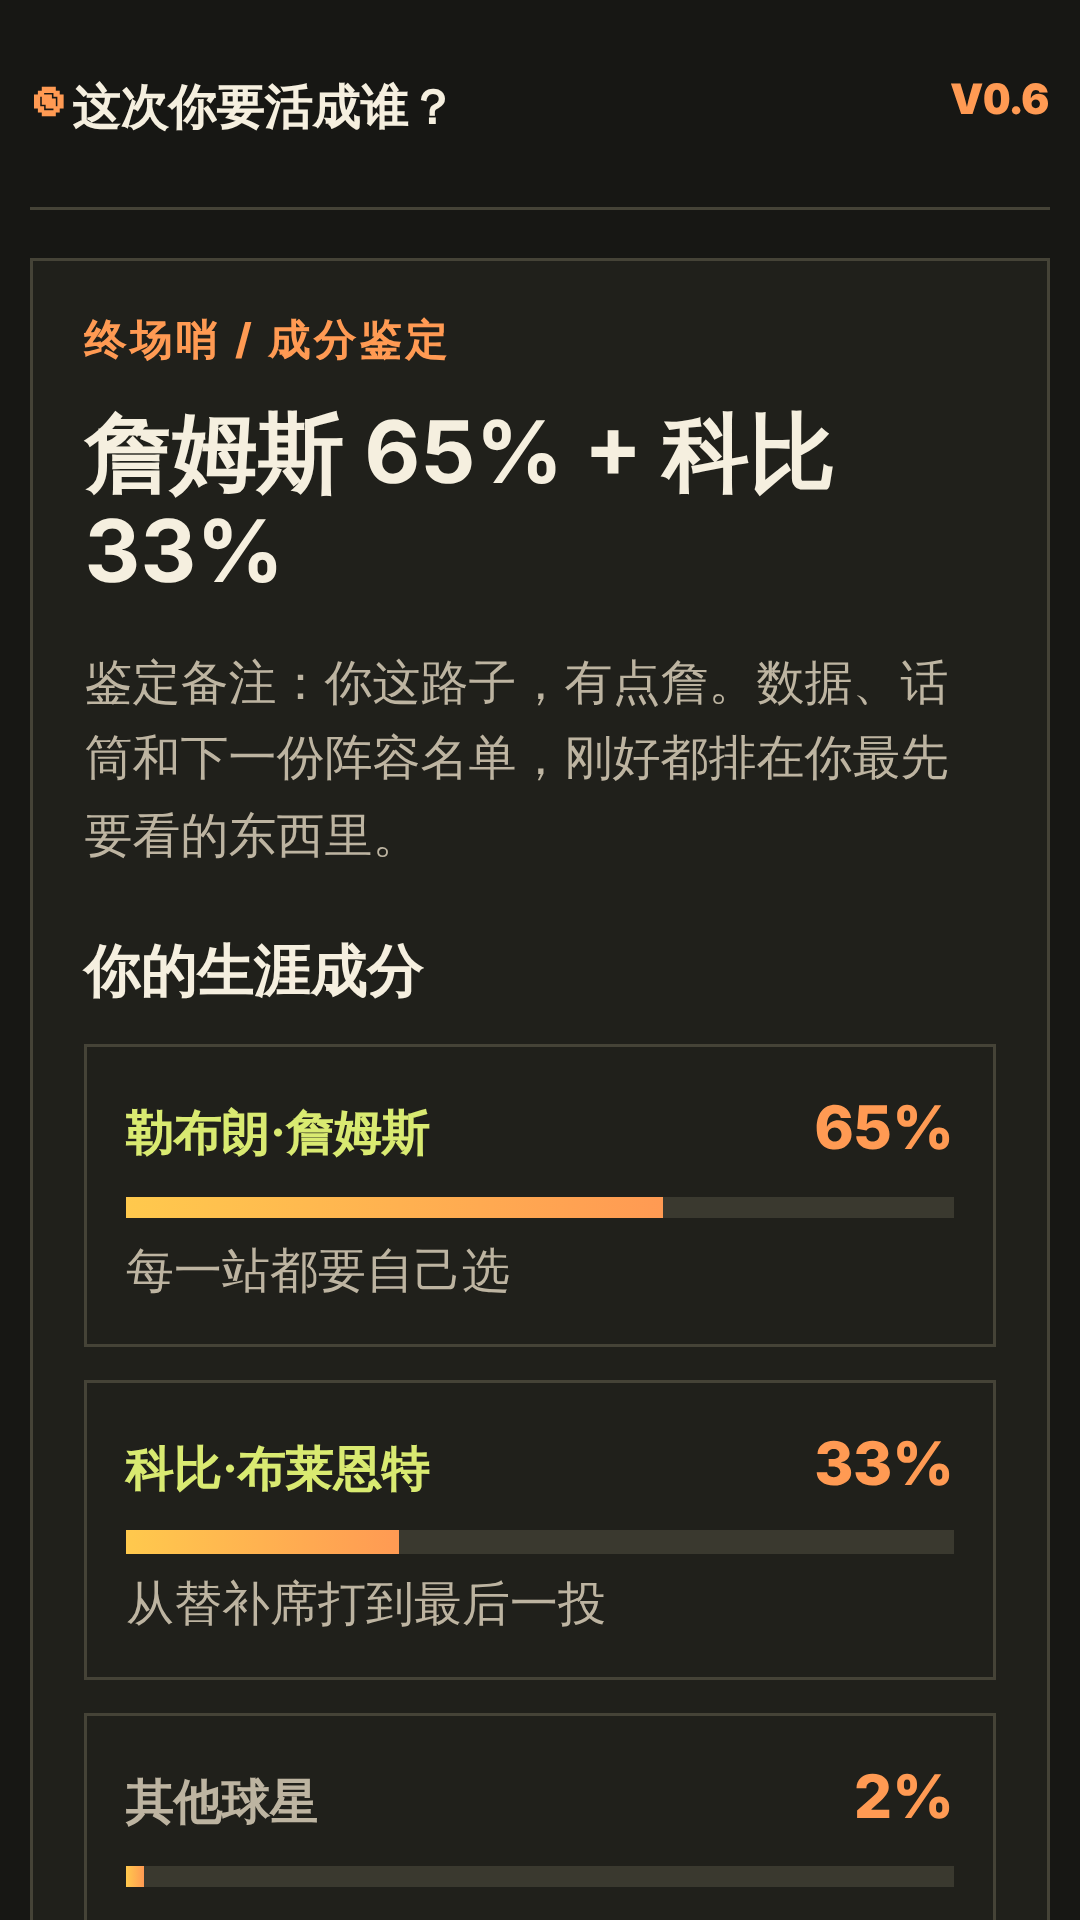 这次你要活成谁？
V0.6
终场哨 / 成分鉴定
詹姆斯 65% + 科比
33%
鉴定备注：你这路子，有点詹。数据、话
筒和下一份阵容名单，刚好都排在你最先
要看的东西里。
你的生涯成分
勒布朗·詹姆斯
65%
每一站都要自己选
科比·布莱恩特
33%
从替补席打到最后一投
其他球星
2%